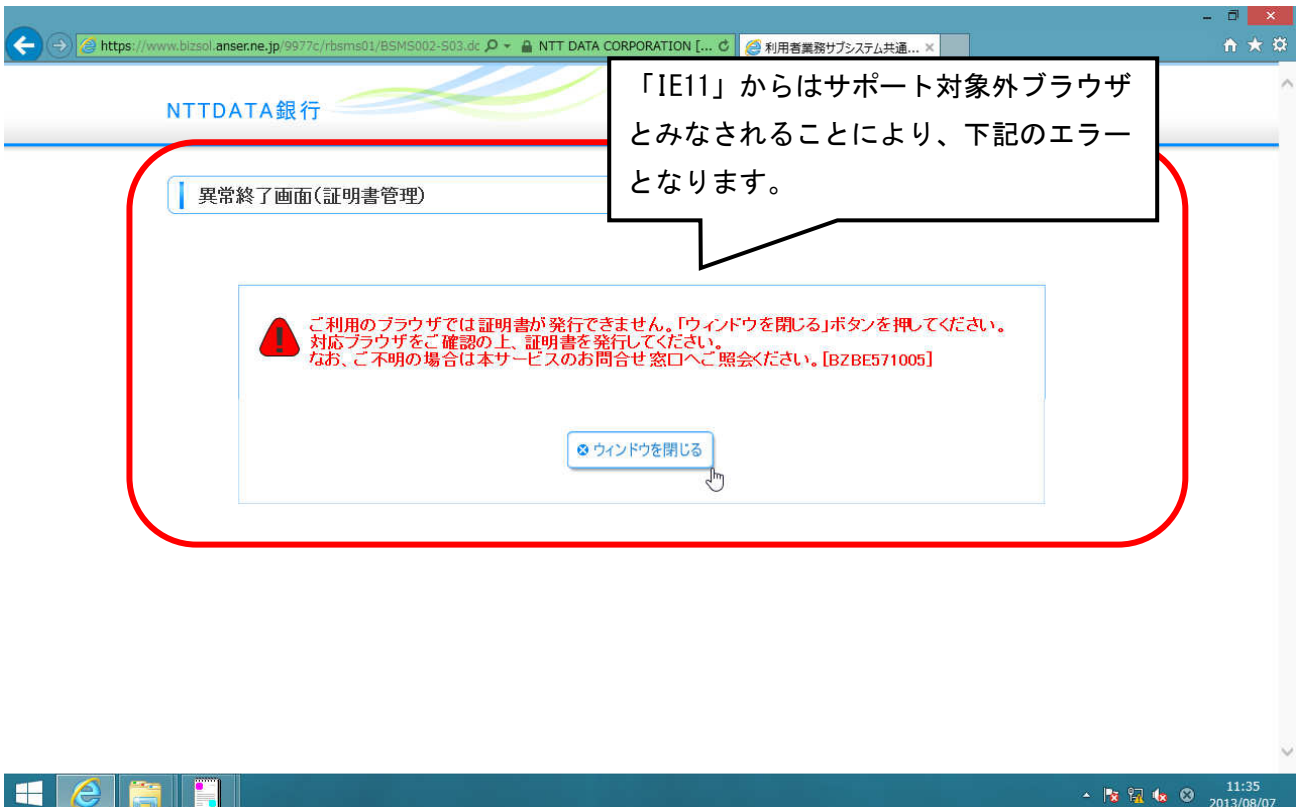 https://www.bizsol.anser.ne.jp/9977c/rbsms01/BSMS002-S03.dc
NTT DATA CORPORATION [...
利用者業務サブシステム共通...
NTTDATA銀行
「IE11」からはサポート対象外ブラウザ
とみなされることにより、下記のエラー
となります。
異常終了画面(証明書管理)
ご利用のブラウザでは証明書が発行できません。「ウィンドウを閉じる」ボタンを押してください。
対応ブラウザをご確認の上、証明書を発行してください。
なお、ご不明の場合は本サービスのお問合せ窓口へご照会ください。[BZBE571005]
ウィンドウを閉じる
11:35
2013/08/07